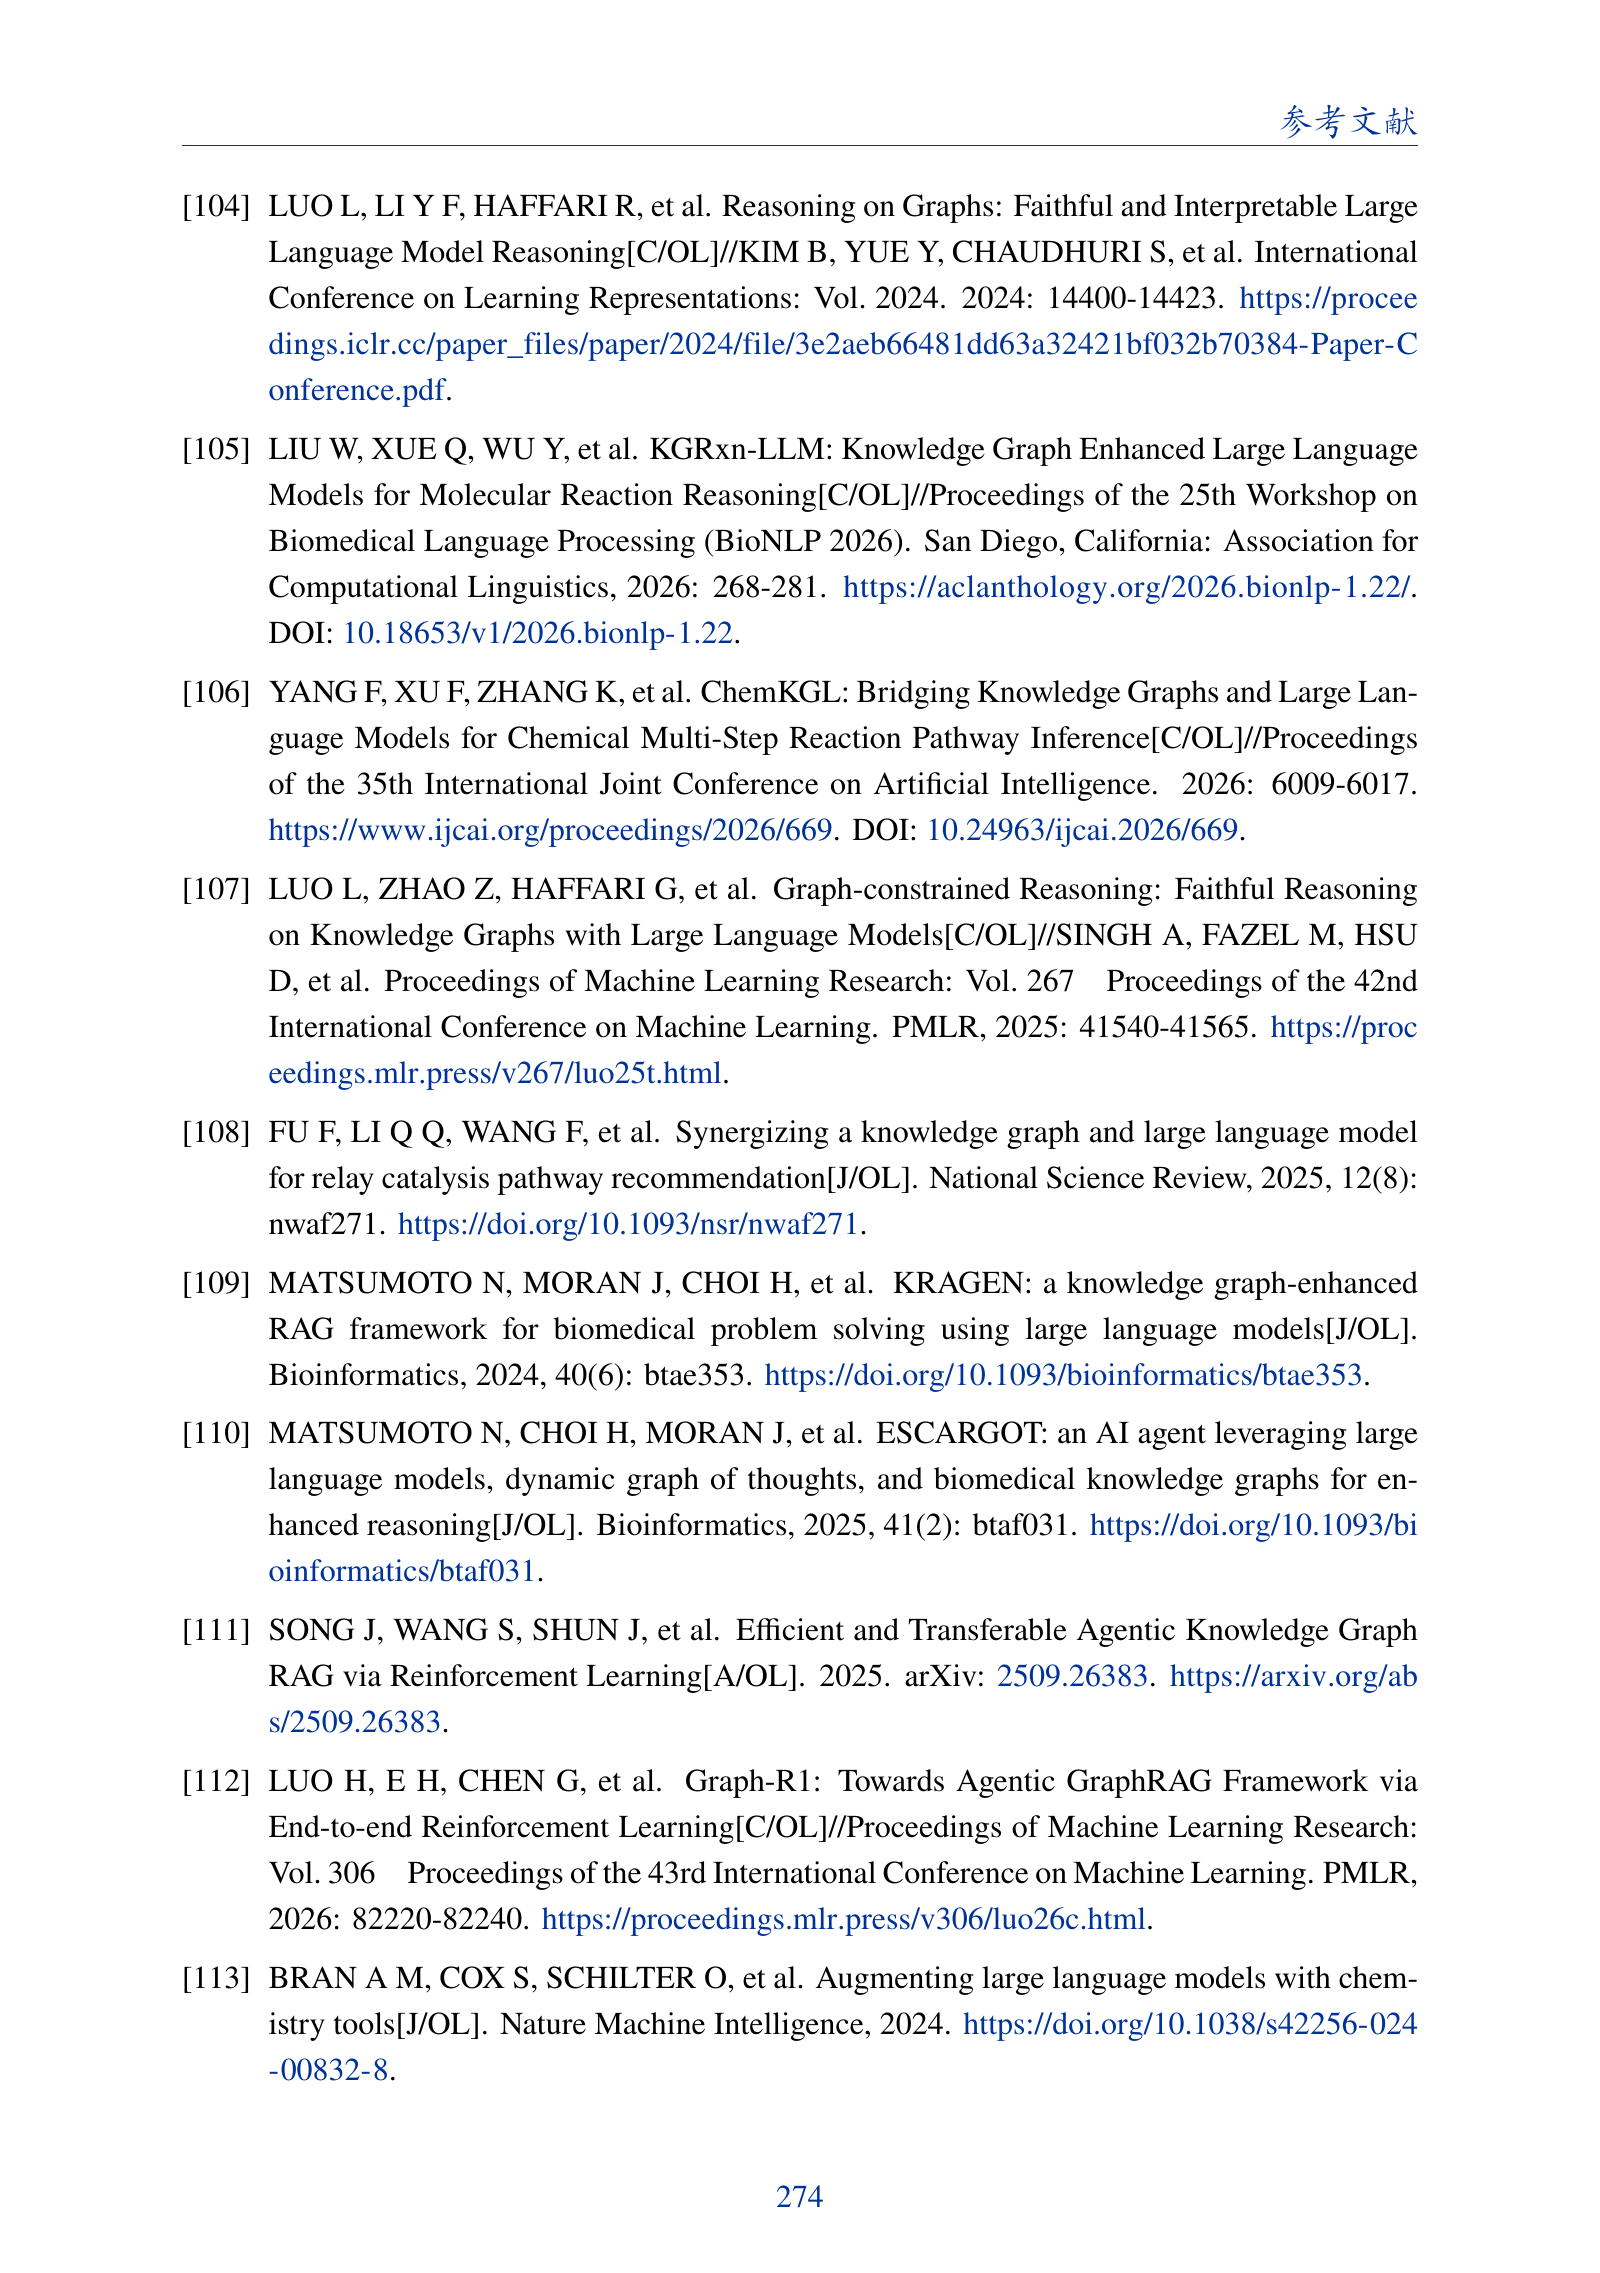 参考文献
[104] LUO L, LI Y F, HAFFARI R, et al. Reasoning on Graphs: Faithful and Interpretable Large
Language Model Reasoning[C/OL]//KIM B, YUE Y, CHAUDHURI S, et al. International
Conference on Learning Representations: Vol. 2024. 2024: 14400-14423. https://procee
dings.iclr.cc/paper_files/paper/2024/file/3e2aeb66481dd63a32421bf032b70384-Paper-C
onference.pdf.
[105] LIU W, XUE Q, WU Y, et al. KGRxn-LLM: Knowledge Graph Enhanced Large Language
Models for Molecular Reaction Reasoning[C/OL]//Proceedings of the 25th Workshop on
Biomedical Language Processing (BioNLP 2026). San Diego, California: Association for
Computational Linguistics, 2026: 268-281. https://aclanthology.org/2026.bionlp-1.22/.
DOI: 10.18653/v1/2026.bionlp-1.22.
[106] YANG F, XU F, ZHANG K, et al. ChemKGL: Bridging Knowledge Graphs and Large Lan-
guage Models for Chemical Multi-Step Reaction Pathway Inference[C/OL]//Proceedings
of the 35th International Joint Conference on Artificial Intelligence. 2026: 6009-6017.
https://www.ijcai.org/proceedings/2026/669. DOI: 10.24963/ijcai.2026/669.
[107] LUO L, ZHAO Z, HAFFARI G, et al. Graph-constrained Reasoning: Faithful Reasoning
on Knowledge Graphs with Large Language Models[C/OL]//SINGH A, FAZEL M, HSU
D, et al. Proceedings of Machine Learning Research: Vol. 267 Proceedings of the 42nd
International Conference on Machine Learning. PMLR, 2025: 41540-41565. https://proc
eedings.mlr.press/v267/luo25t.html.
[108] FU F, LI Q Q, WANG F, et al. Synergizing a knowledge graph and large language model
for relay catalysis pathway recommendation[J/OL]. National Science Review, 2025, 12(8):
nwaf271. https://doi.org/10.1093/nsr/nwaf271.
[109] MATSUMOTO N, MORAN J, CHOI H, et al. KRAGEN: a knowledge graph-enhanced
RAG framework for biomedical problem solving using large language models[J/OL].
Bioinformatics, 2024, 40(6): btae353. https://doi.org/10.1093/bioinformatics/btae353.
[110] MATSUMOTO N, CHOI H, MORAN J, et al. ESCARGOT: an AI agent leveraging large
language models, dynamic graph of thoughts, and biomedical knowledge graphs for en-
hanced reasoning[J/OL]. Bioinformatics, 2025, 41(2): btaf031. https://doi.org/10.1093/bi
oinformatics/btaf031.
[111] SONG J, WANG S, SHUN J, et al. Efficient and Transferable Agentic Knowledge Graph
RAG via Reinforcement Learning[A/OL]. 2025. arXiv: 2509.26383. https://arxiv.org/ab
s/2509.26383.
[112] LUO H, E H, CHEN G, et al. Graph-R1: Towards Agentic GraphRAG Framework via
End-to-end Reinforcement Learning[C/OL]//Proceedings of Machine Learning Research:
Vol. 306 Proceedings of the 43rd International Conference on Machine Learning. PMLR,
2026: 82220-82240. https://proceedings.mlr.press/v306/luo26c.html.
[113] BRAN A M, COX S, SCHILTER O, et al. Augmenting large language models with chem-
istry tools[J/OL]. Nature Machine Intelligence, 2024. https://doi.org/10.1038/s42256-024
-00832-8.
274